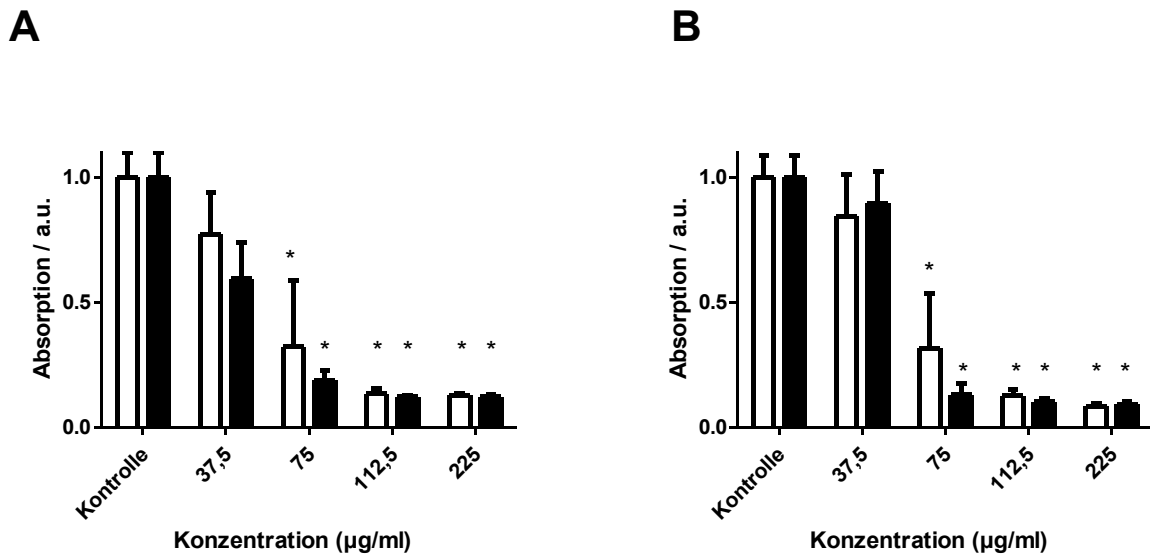 A
Absorption / a.u.
1.0
0.5
0.0
*
* * * * *
Kontrolle 37,5 75 112,5 225
Konzentration (µg/ml)
B
Absorption / a.u.
1.0
0.5
0.0
*
* * * * *
Kontrolle 37,5 75 112,5 225
Konzentration (µg/ml)